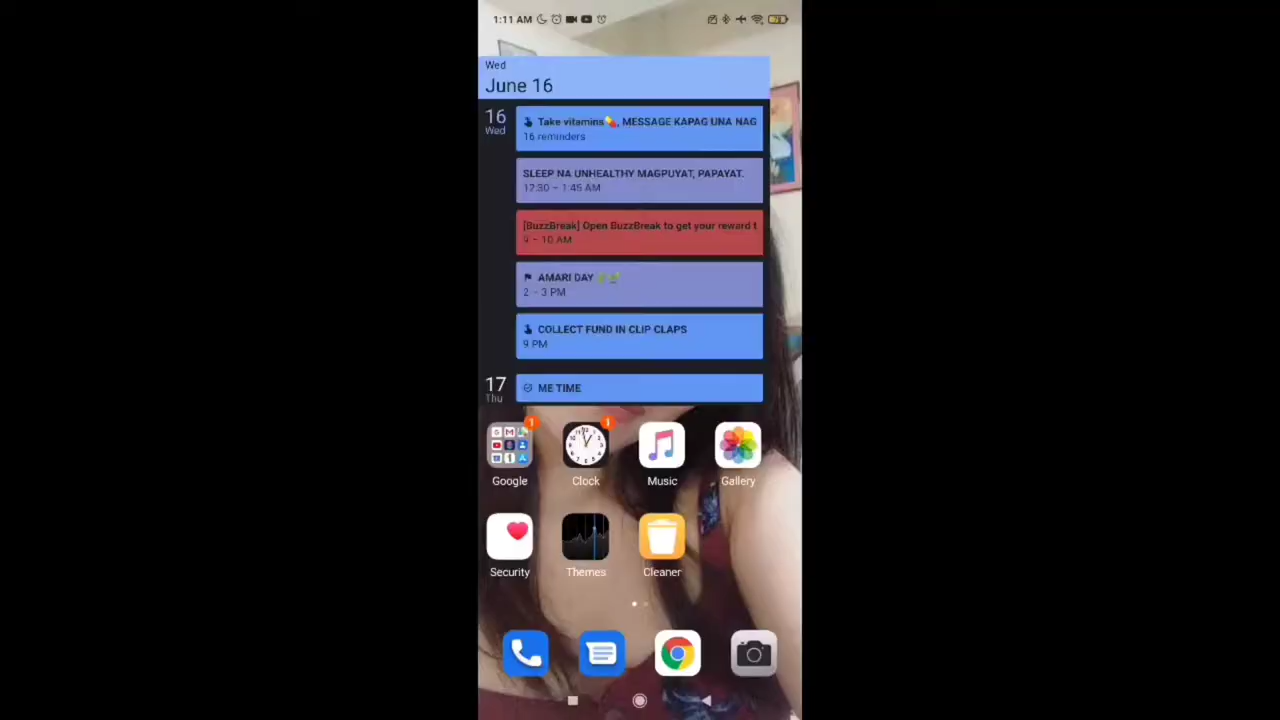 1:11 AM
Wed
June 16
16
Wed
Take vitamins💊, MESSAGE KAPAG UNA NAG
16 reminders
SLEEP NA UNHEALTHY MAGPUYAT, PAPAYAT.
12:30 – 1:45 AM
[BuzzBreak] Open BuzzBreak to get your reward t
9 – 10 AM
AMARI DAY
2 – 3 PM
COLLECT FUND IN CLIP CLAPS
9 PM
17
Thu
ME TIME
1
1
Google
Clock
Music
Gallery
Security
Themes
Cleaner